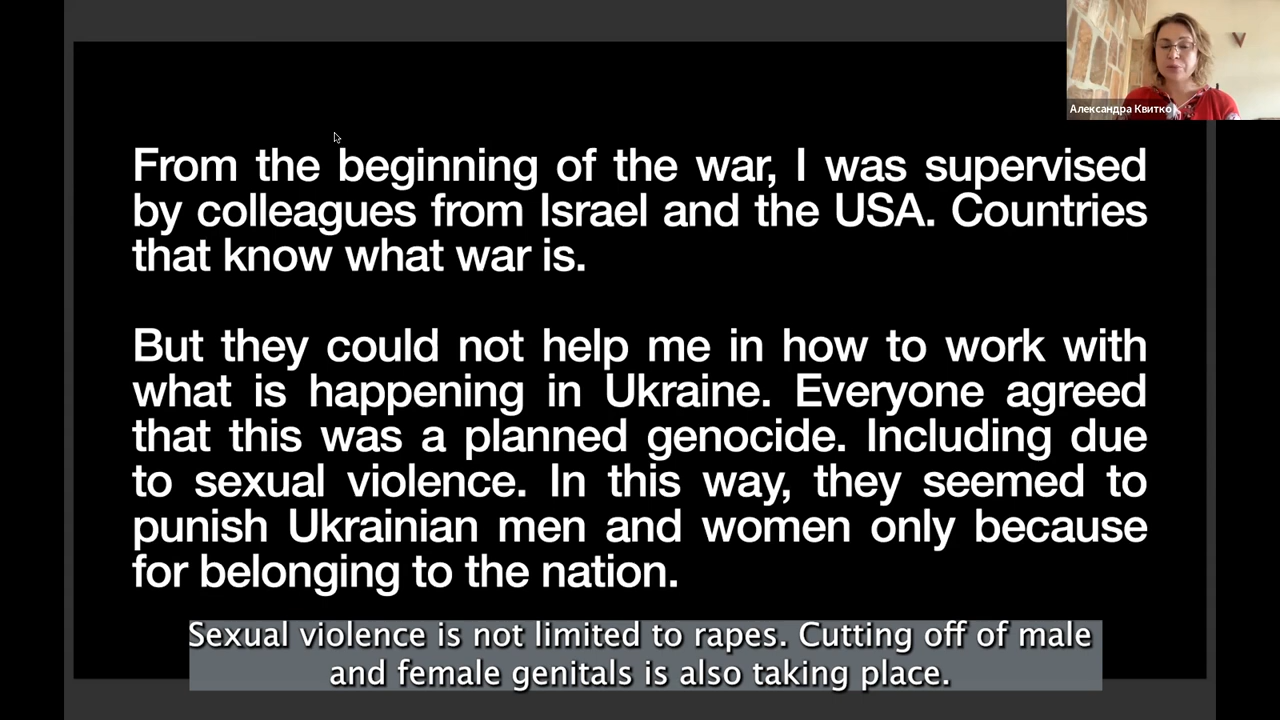 Александра Квитко
From the beginning of the war, I was supervised
by colleagues from Israel and the USA. Countries
that know what war is.
But they could not help me in how to work with
what is happening in Ukraine. Everyone agreed
that this was a planned genocide. Including due
to sexual violence. In this way, they seemed to
punish Ukrainian men and women only because
for belonging to the nation.
Sexual violence is not limited to rapes. Cutting off of male
and female genitals is also taking place.